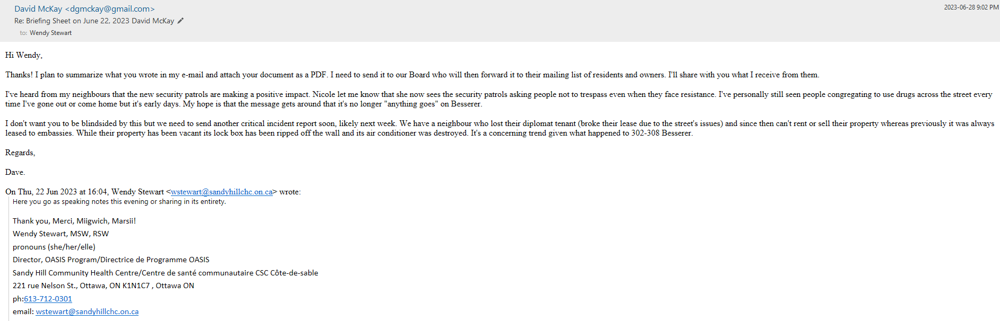 David McKay <dgmckay@gmail.com>
2023-06-28 9:02 PM
Re: Briefing Sheet on June 22, 2023 David McKay
to: Wendy Stewart
Hi Wendy,
Thanks! I plan to summarize what you wrote in my e-mail and attach your document as a PDF. I need to send it to our Board who will then forward it to their mailing list of residents and owners. I'll share with you what I receive from them.
I've heard from my neighbours that the new security patrols are making a positive impact. Nicole let me know that she now sees the security patrols asking people not to trespass even when they face resistance. I've personally still seen people congregating to use drugs across the street every
time I've gone out or come home but it's early days. My hope is that the message gets around that it's no longer "anything goes" on Besserer.
I don't want you to be blindsided by this but we need to send another critical incident report soon, likely next week. We have a neighbour who lost their diplomat tenant (broke their lease due to the street's issues) and since then can't rent or sell their property whereas previously it was always
leased to embassies. While their property has been vacant its lock box has been ripped off the wall and its air conditioner was destroyed. It's a concerning trend given what happened to 302-308 Besserer.
Regards,
Dave.
On Thu, 22 Jun 2023 at 16:04, Wendy Stewart <wstewart@sandyhillchc.on.ca> wrote:
Here you go as speaking notes this evening or sharing in its entirety.
Thank you, Merci, Miigwich, Marsii!
Wendy Stewart, MSW, RSW
pronouns (she/her/elle)
Director, OASIS Program/Directrice de Programme OASIS
Sandy Hill Community Health Centre/Centre de santé communautaire CSC Côte-de-sable
221 rue Nelson St., Ottawa, ON K1N1C7 , Ottawa ON
ph:613-712-0301
email: wstewart@sandyhillchc.on.ca